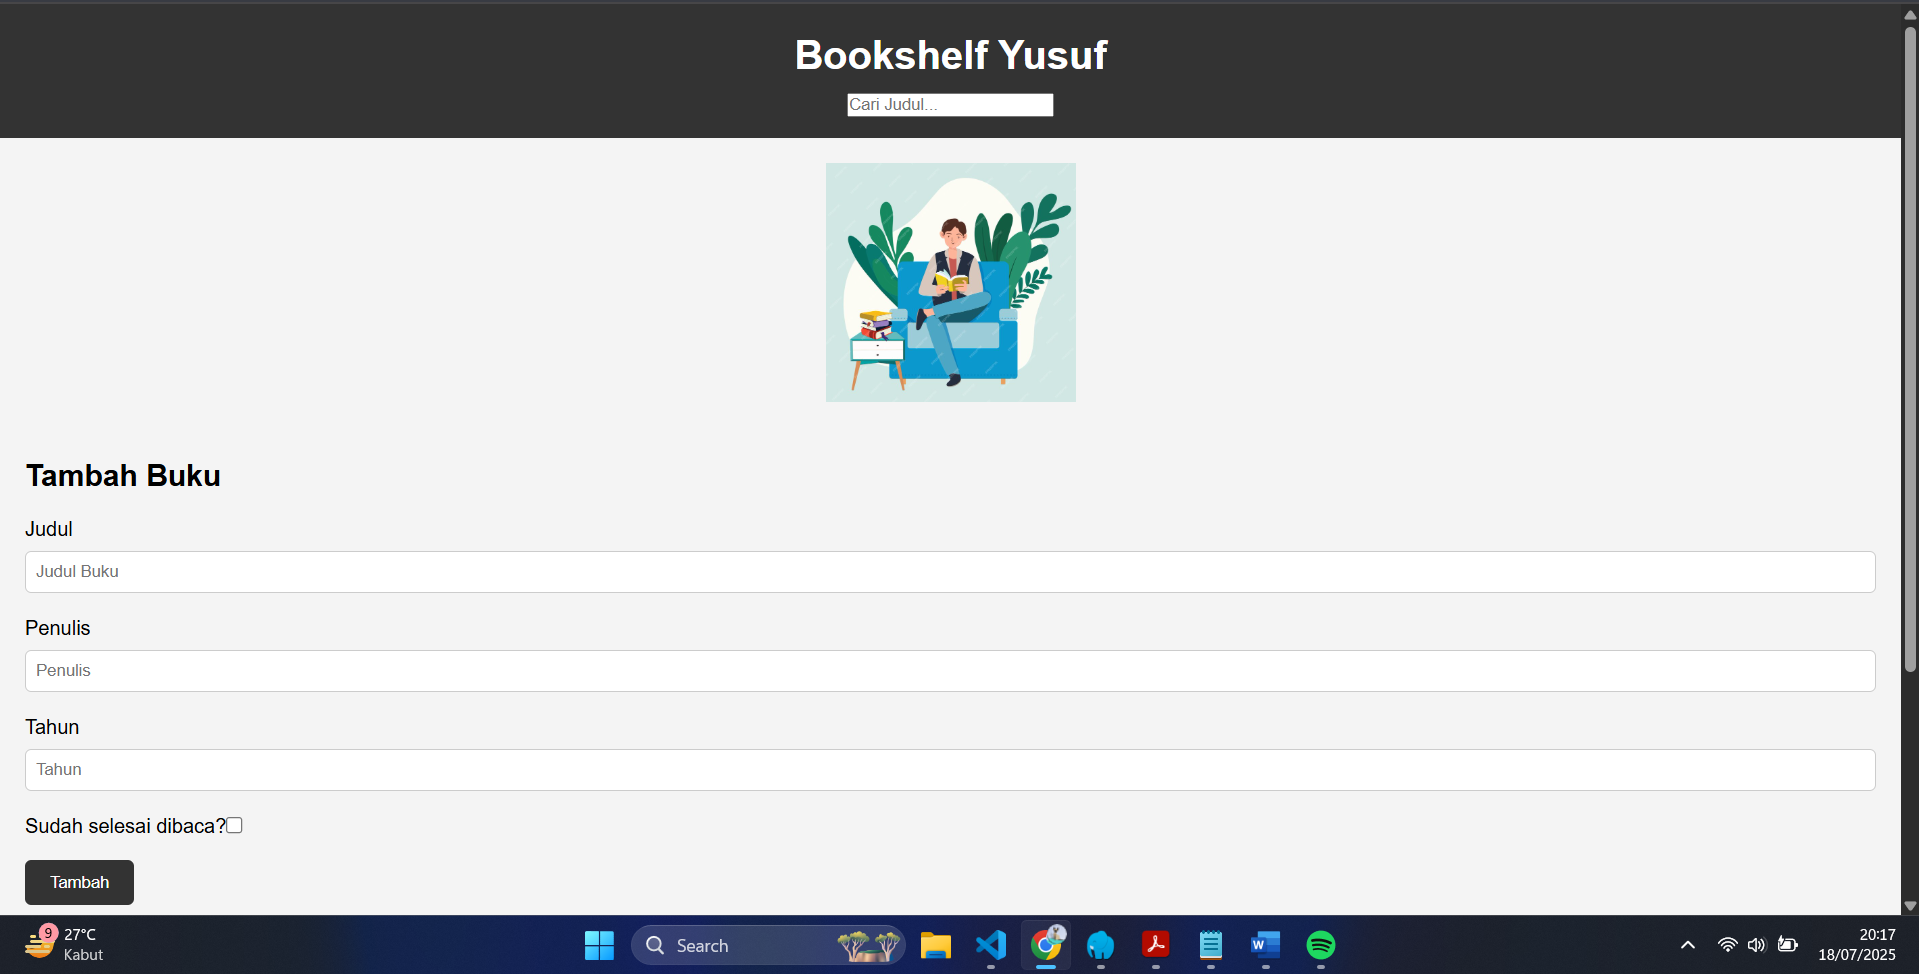 Bookshelf Yusuf
Cari Judul...
Tambah Buku
Judul
Judul Buku
Penulis
Penulis
Tahun
Tahun
Sudah selesai dibaca?
Tambah
9
27°C
Kabut
Search
20:17
18/07/2025